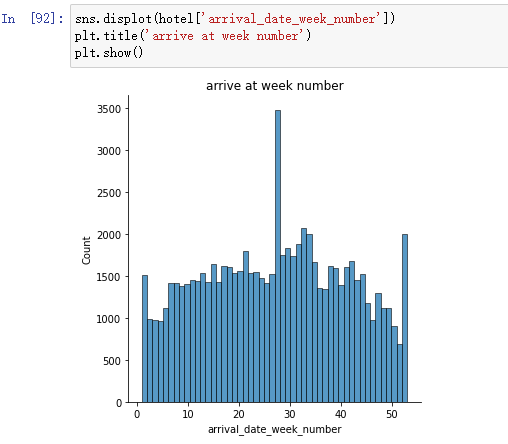 In [92]: sns.displot(hotel['arrival_date_week_number'])
plt.title('arrive at week number')
plt.show()
arrive at week number
3500
3000
2500
2000
1500
1000
500
0
Count
0 10 20 30 40 50
arrival_date_week_number